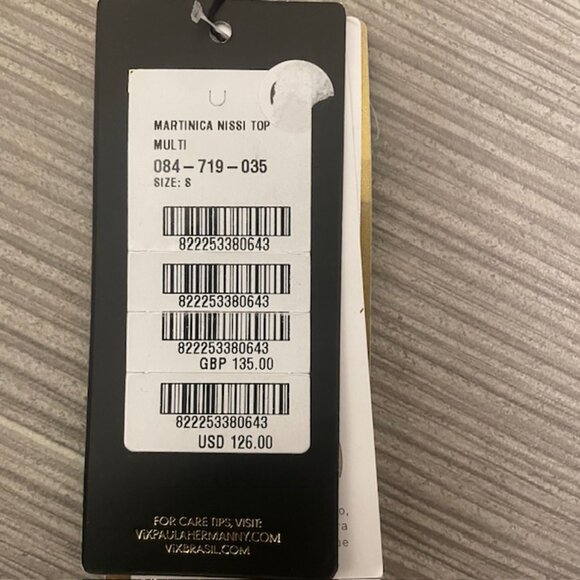 MARTINICA NISSI TOP
MULTI
084-719-035
SIZE: S
822253380643
822253380643
822253380643
GBP 135.00
822253380643
USD 126.00
FOR CARE TIPS, VISIT:
ViXPAULAHERMANNY.COM
ViXBRASIL.COM